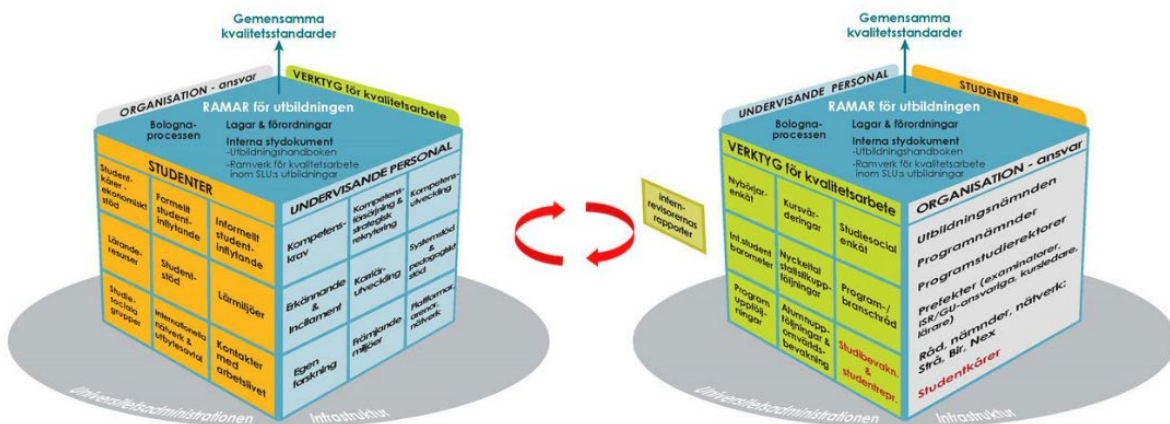 Gemensamma
kvalitetsstandarder
ORGANISATION - ansvar
VERKTYG för kvalitetsarbete
RAMAR för utbildningen
Bologna-
processen
Lagar & förordningar
Interna stydokument
-Utbildningshandboken
-Ramverk för kvalitetsarbete
inom SLU:s utbildningar
STUDENTER
Student-
kårer -
ekonomiskt
stöd
Formellt
student-
inflytande
Informellt
student-
inflytande
Lärande-
resurser
Student-
stöd
Lärmiljöer
Studie-
sociala
grupper
Internationella
nätverk &
utbytesavtal
Kontakter
med
arbetslivet
UNDERVISANDE PERSONAL
Kompetens-
krav
Kompetens-
försörjning &
strategisk
rekrytering
Kompetens-
utveckling
Erkännande
&
Incitament
Karriär-
utveckling
Systemstöd
&
pedagogiskt
stöd
Egen
forskning
Främjande
miljöer
Plattformar,
arenor,
nätverk
Universitetsadministrationen
Infrastruktur
Intern-
revisorernas
rapporter
Gemensamma
kvalitetsstandarder
UNDERVISANDE PERSONAL
STUDENTER
RAMAR för utbildningen
Bologna-
processen
Lagar & förordningar
Interna stydokument
-Utbildningshandboken
-Ramverk för kvalitetsarbete
inom SLU:s utbildningar
VERKTYG för kvalitetsarbete
Nybörjar-
enkät
Kursvär-
deringar
Studiesocial
enkät
Int.student
barometer
Nyckeltal
statistikupp-
följningar
Program-/
branschråd
Program
uppfölj-
ningar
Alumnupp-
följningar &
omvärlds-
bevakning
Studiebevakn.
&
studentrepr.
ORGANISATION - ansvar
Utbildningsnämnden
Programnämnder
Programstudierektorer
Prefekter (examinatorer,
ISR/GU-ansvariga, kursledare,
lärare)
Råd, nämnder, nätverk:
Strå, Bir, Nex
Studentkårer
Universitetsadministrationen
Infrastruktur